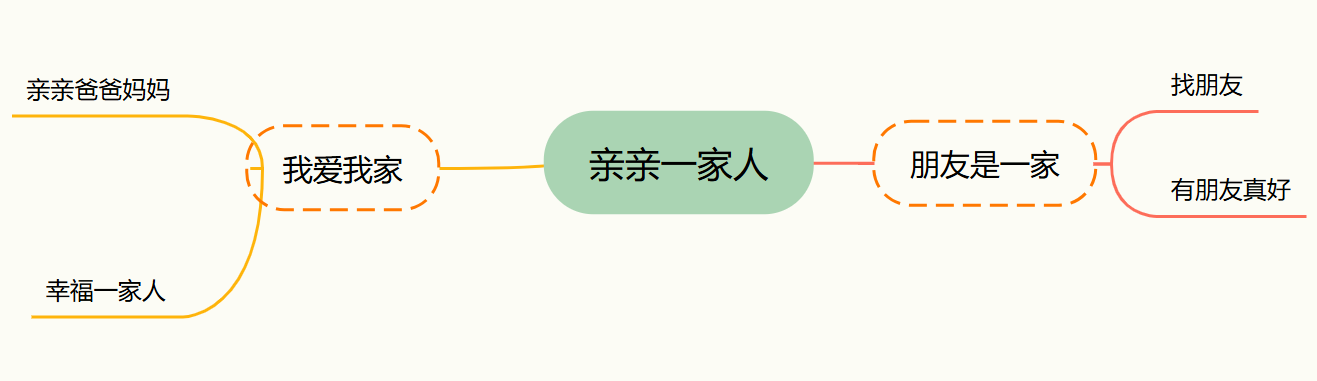 亲亲爸爸妈妈
幸福一家人
我爱我家
亲亲一家人
朋友是一家
找朋友
有朋友真好